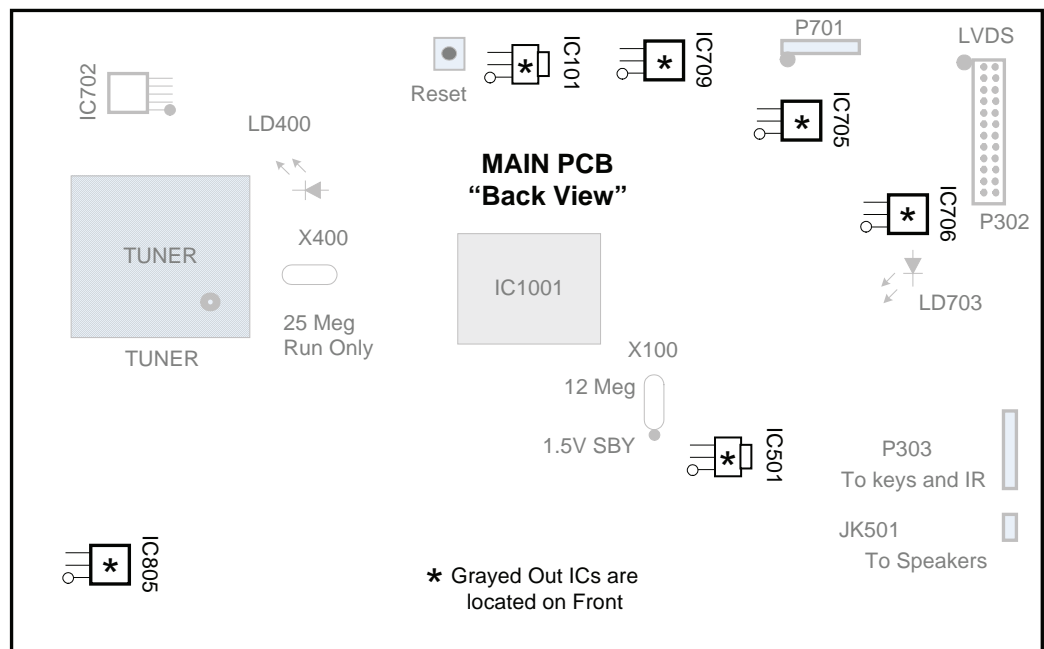 P701
LVDS
IC702
Reset
IC101
IC709
IC705
LD400
MAIN PCB
“Back View”
IC706
P302
X400
TUNER
IC1001
LD703
25 Meg
Run Only
TUNER
X100
12 Meg
1.5V SBY
IC501
P303
To keys and IR
JK501
To Speakers
IC805
* Grayed Out ICs are
located on Front